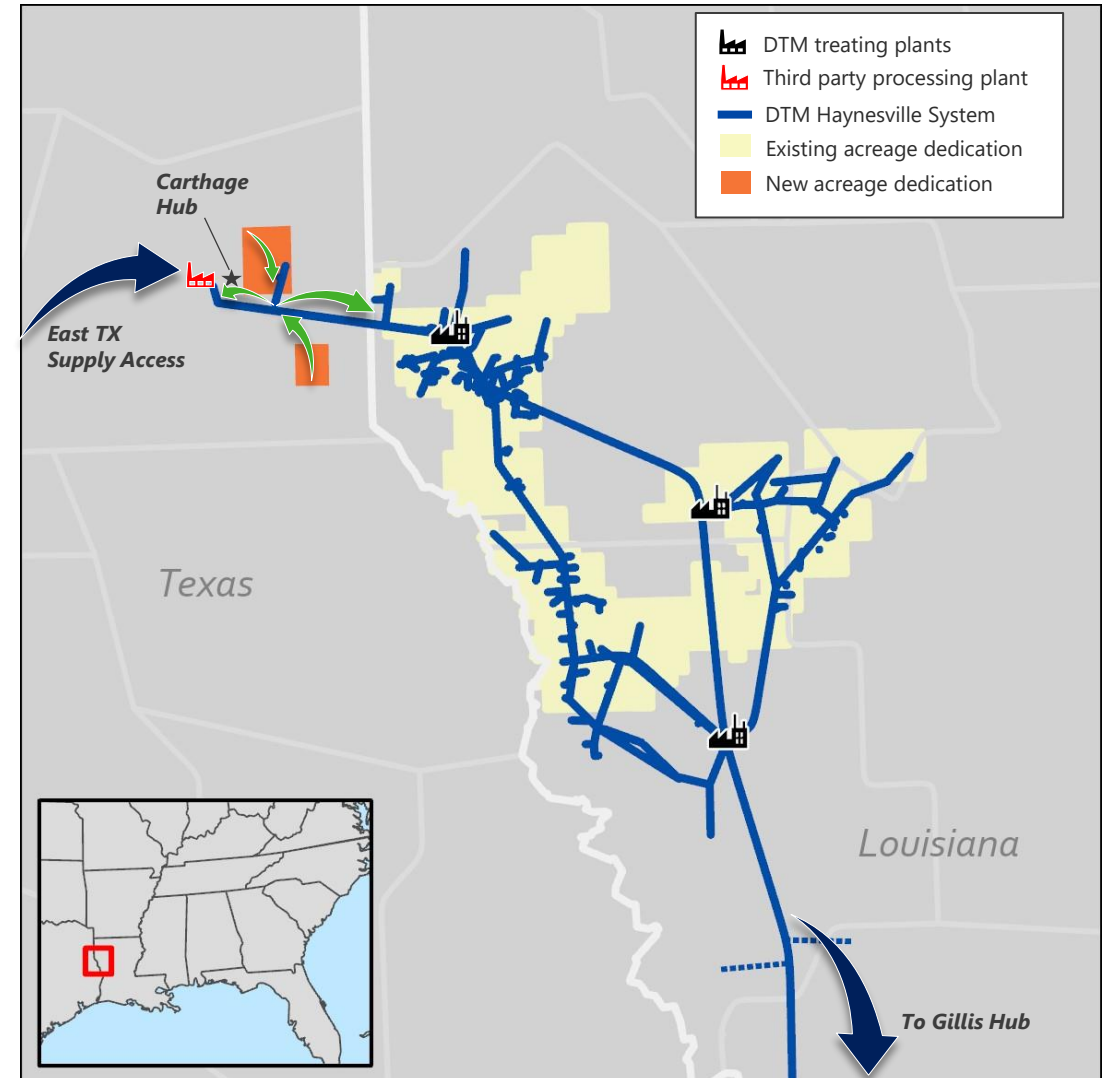 DTM treating plants
Third party processing plant
DTM Haynesville System
Existing acreage dedication
New acreage dedication
Carthage
Hub
East TX
Supply Access
Texas
Louisiana
To Gillis Hub